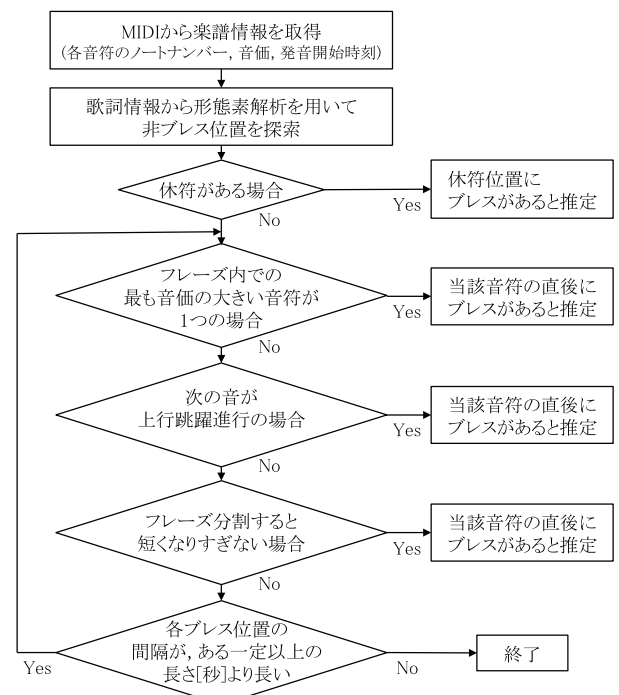 MIDIから楽譜情報を取得
(各音符のノートナンバー, 音価, 発音開始時刻)
歌詞情報から形態素解析を用いて
非ブレス位置を探索
休符がある場合
Yes
休符位置に
ブレスがあると推定
No
フレーズ内での
最も音価の大きい音符が
1つの場合
Yes
当該音符の直後に
ブレスがあると推定
No
次の音が
上行跳躍進行の場合
Yes
当該音符の直後に
ブレスがあると推定
No
フレーズ分割すると
短くなりすぎない場合
Yes
当該音符の直後に
ブレスがあると推定
No
各ブレス位置の
間隔が, ある一定以上の
長さ[秒]より長い
Yes
No
終了